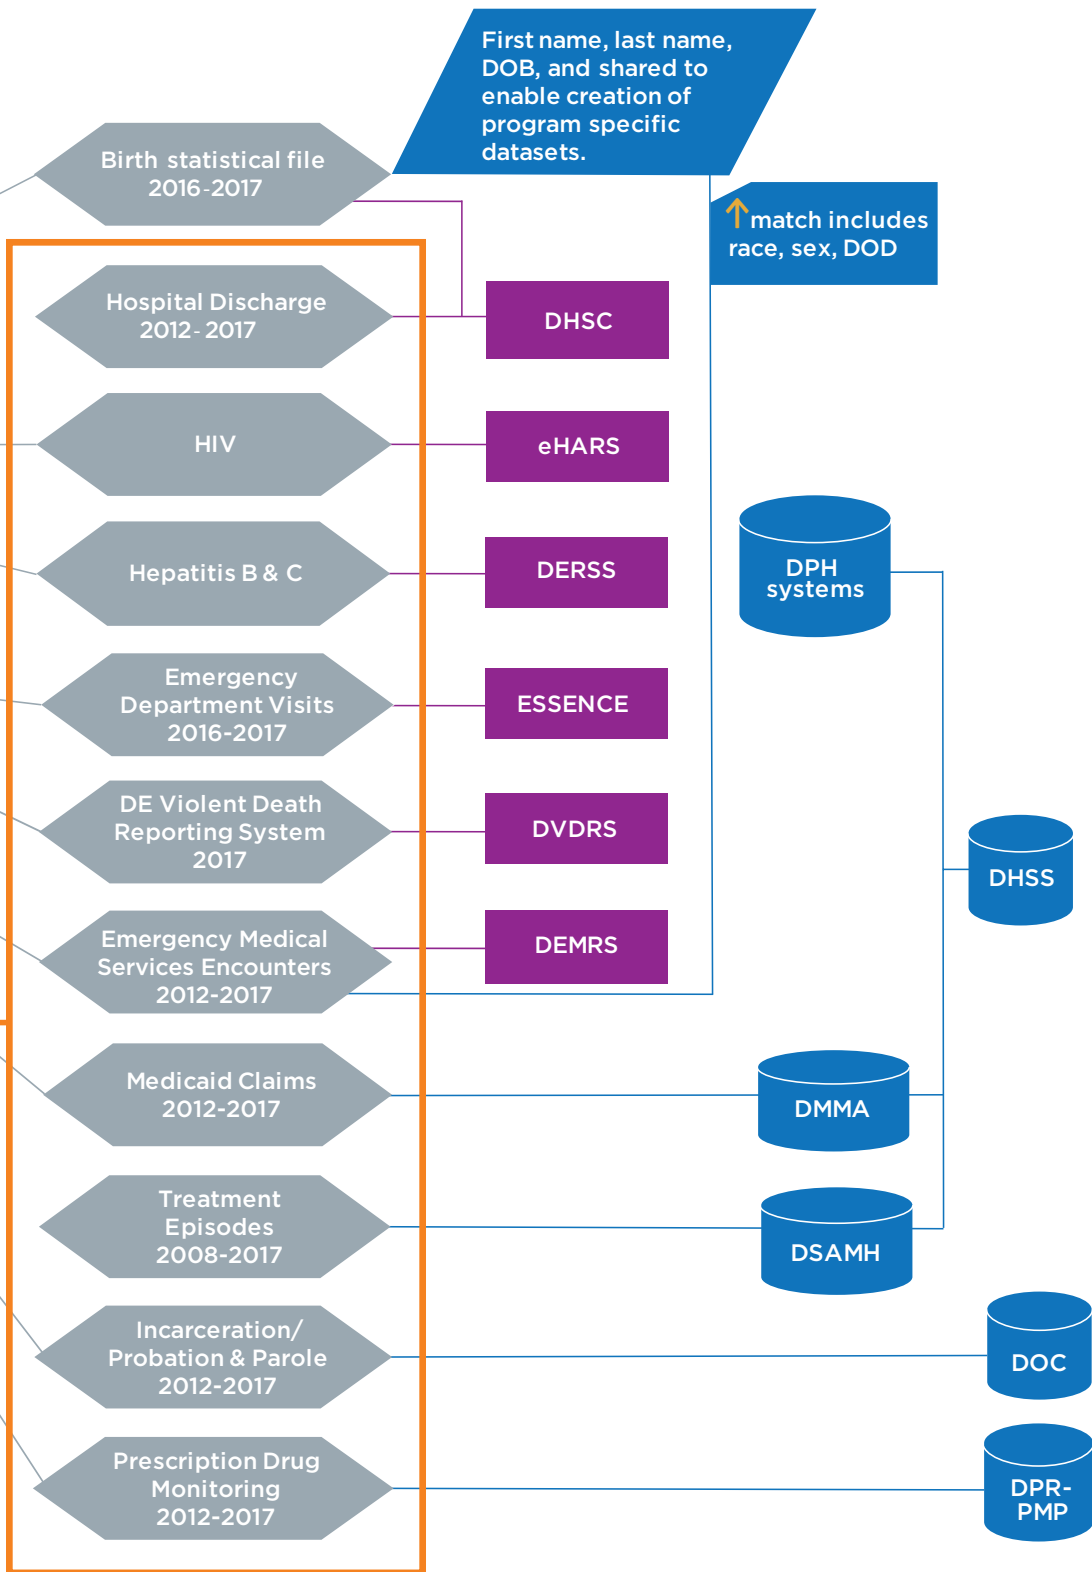 First name, last name,
DOB, and shared to
enable creation of
program specific
datasets.
Birth statistical file
2016-2017
↑ match includes
race, sex, DOD
Hospital Discharge
2012-2017
DHSC
HIV
eHARS
Hepatitis B & C
DERSS
DPH
systems
Emergency
Department Visits
2016-2017
ESSENCE
DE Violent Death
Reporting System
2017
DVDRS
DHSS
Emergency Medical
Services Encounters
2012-2017
DEMRS
Medicaid Claims
2012-2017
DMMA
Treatment
Episodes
2008-2017
DSAMH
Incarceration/
Probation & Parole
2012-2017
DOC
Prescription Drug
Monitoring
2012-2017
DPR-
PMP